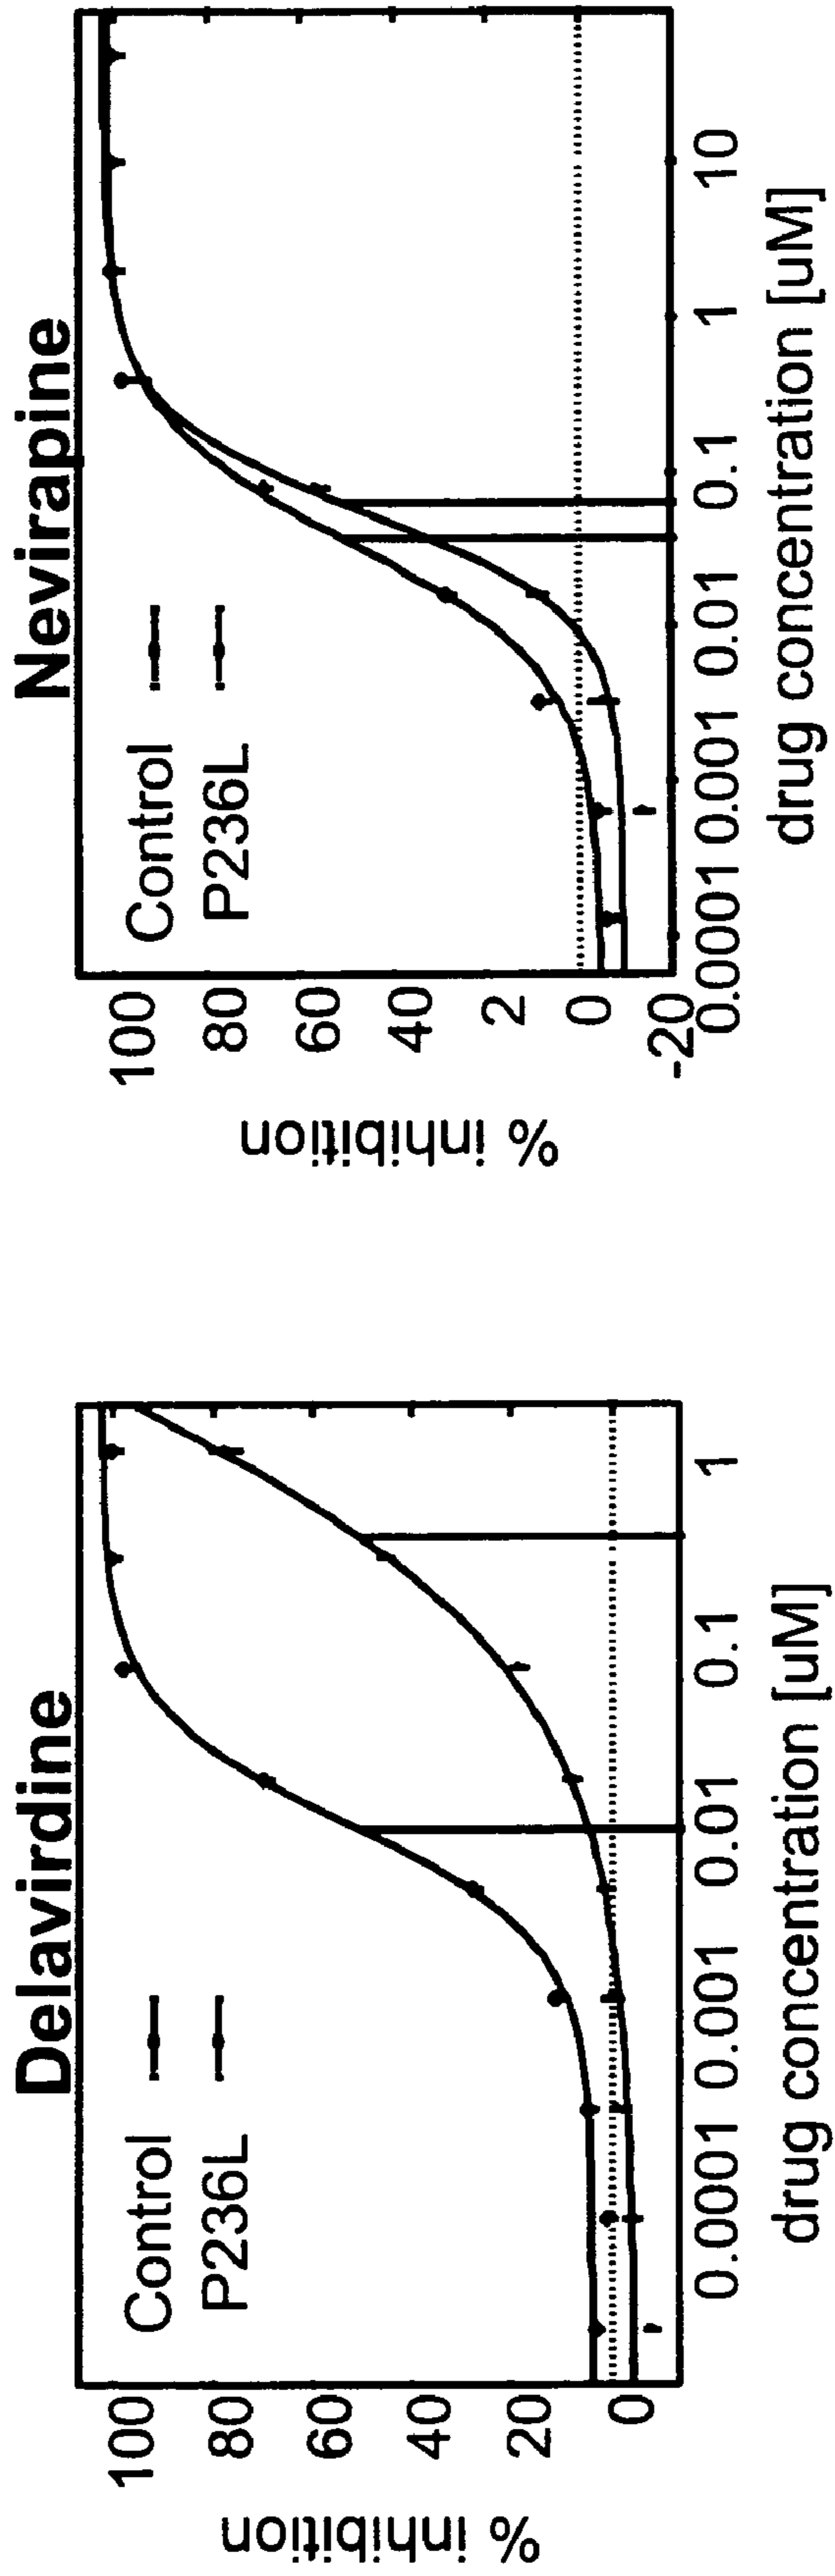 Delavirdine
Control
P236L
100
80
60
40
20
0
% inhibition
0.0001 0.001 0.01 0.1 1
drug concentration [uM]
Nevirapine
Control
P236L
100
80
60
40
2
0
-20
% inhibition
0.0001 0.001 0.01 0.1 1 10
drug concentration [uM]